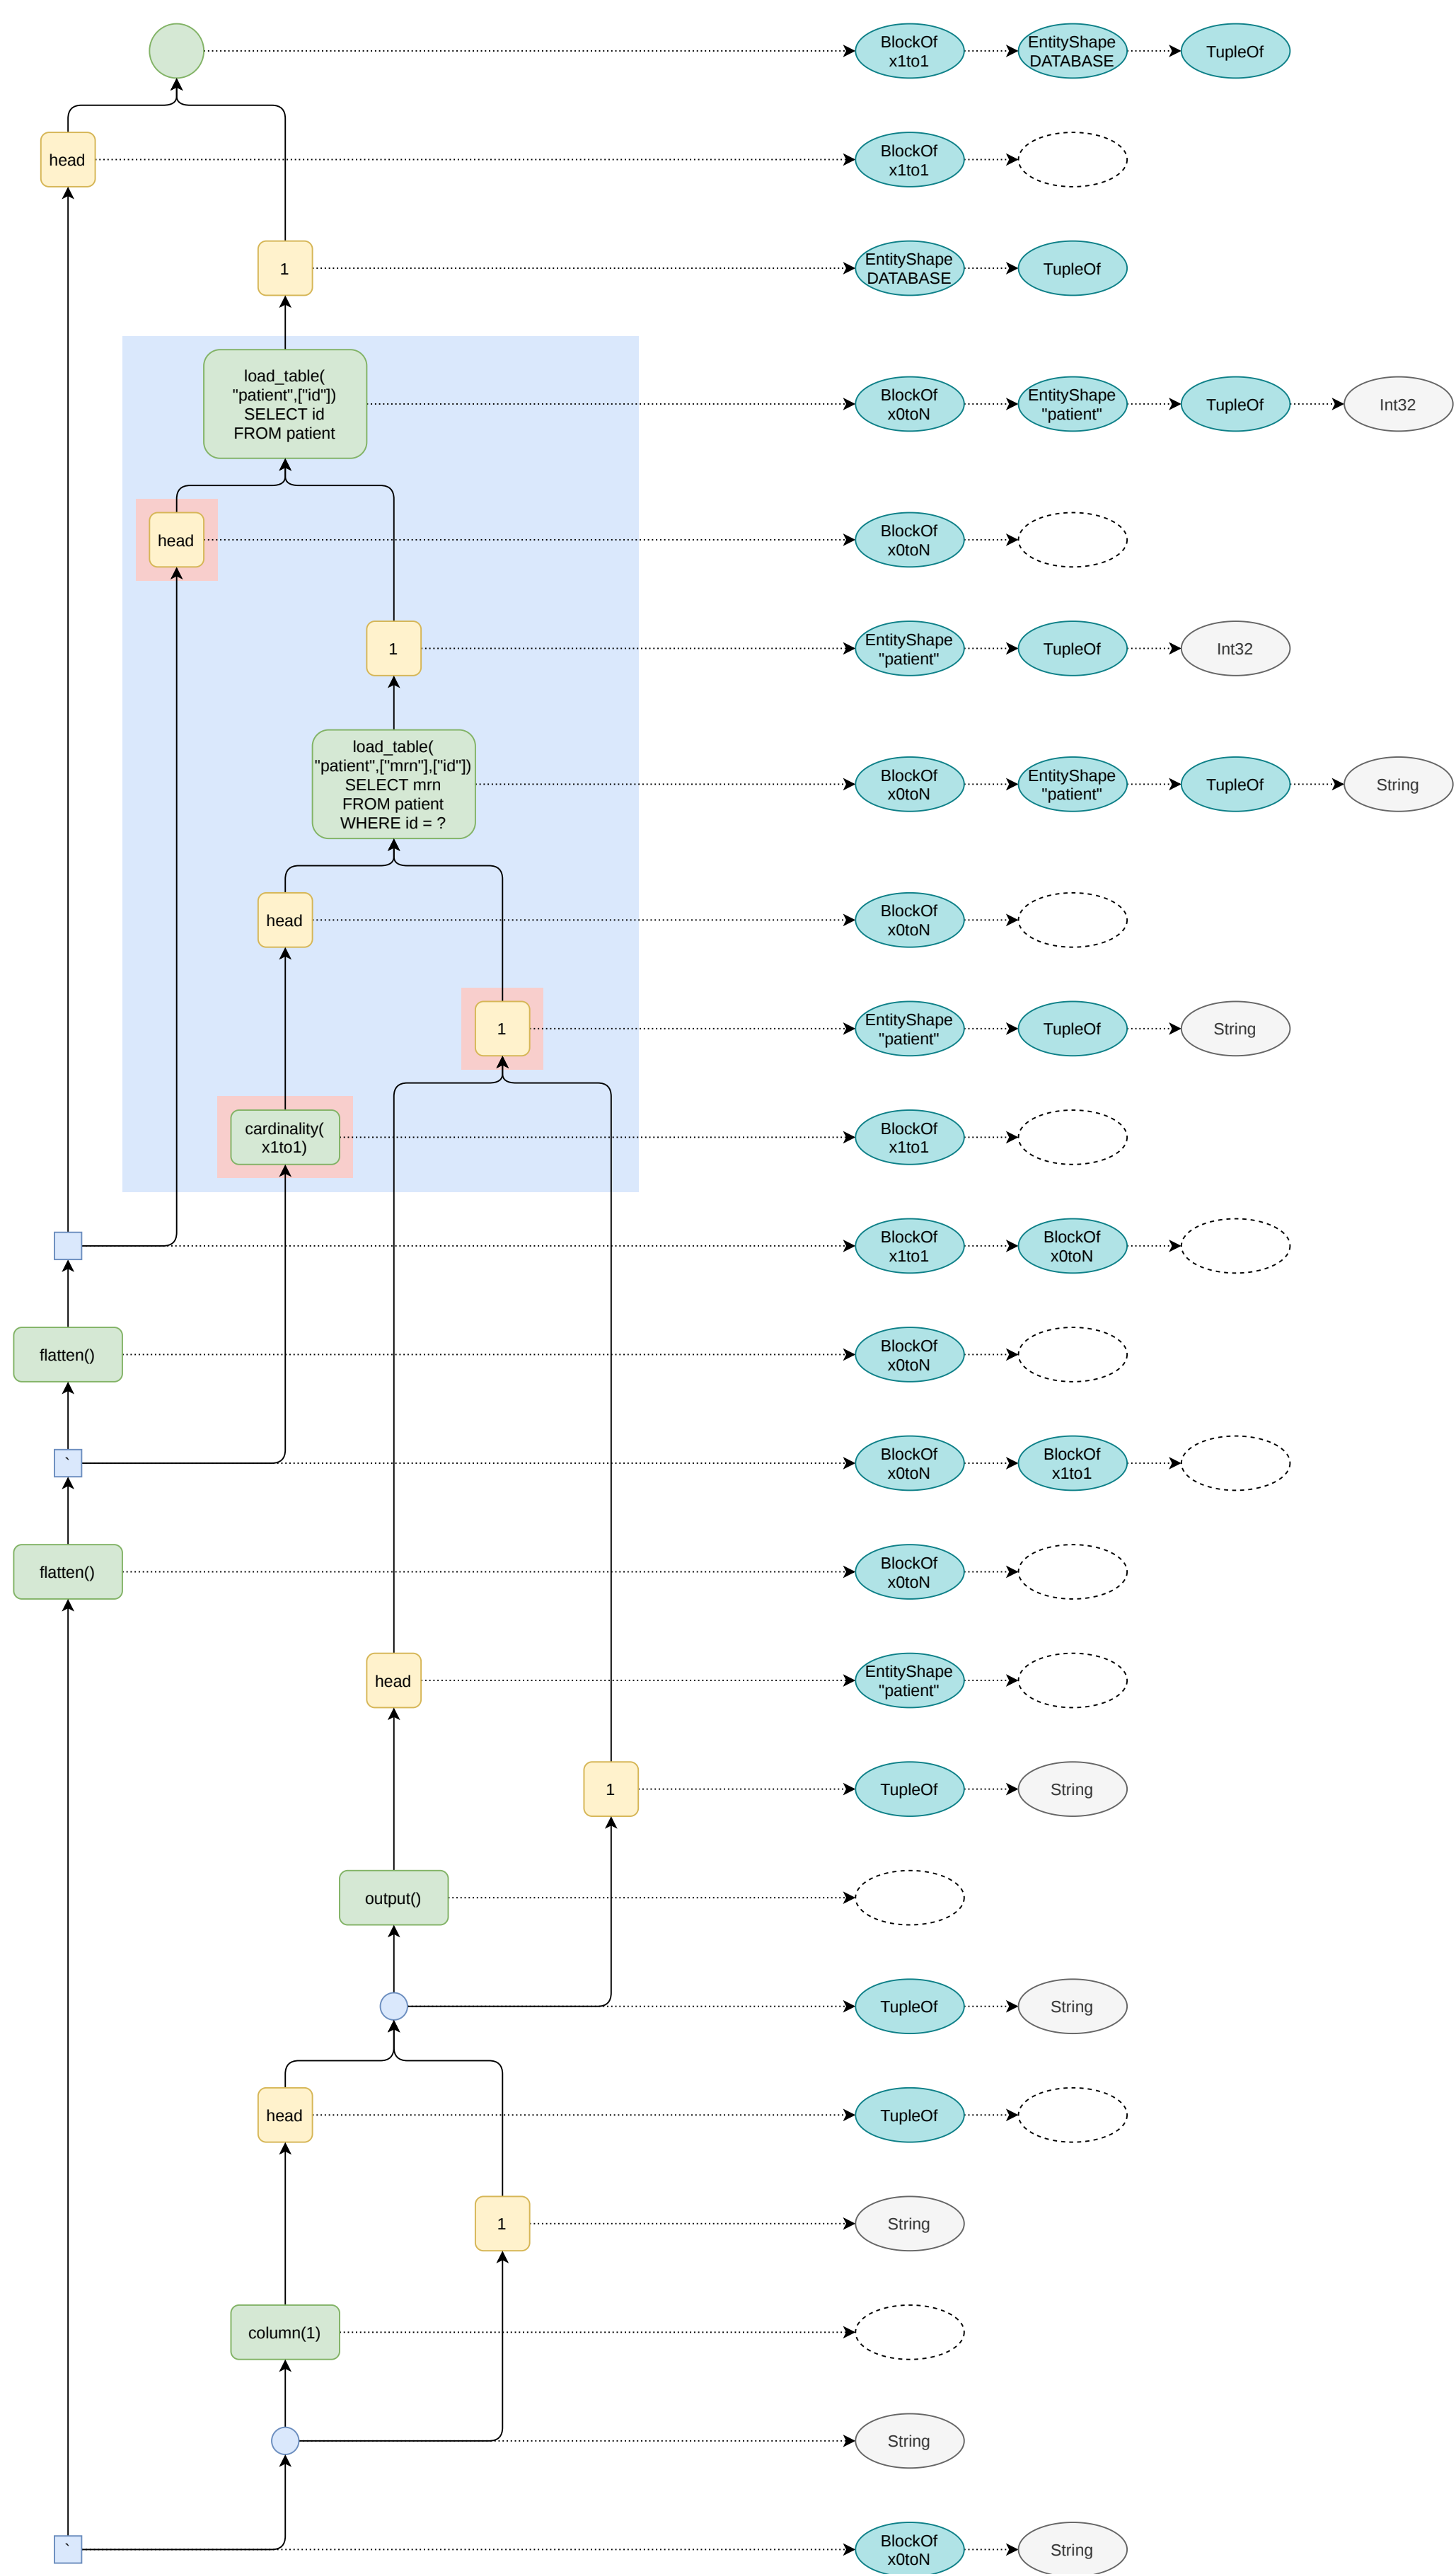 BlockOf
x1to1
EntityShape
DATABASE
TupleOf
head
BlockOf
x1to1
1
EntityShape
DATABASE
TupleOf
load_table(
"patient",["id"])
SELECT id
FROM patient
BlockOf
x0toN
EntityShape
"patient"
TupleOf
Int32
head
BlockOf
x0toN
1
EntityShape
"patient"
TupleOf
Int32
load_table(
"patient",["mrn"],["id"])
SELECT mrn
FROM patient
WHERE id = ?
BlockOf
x0toN
EntityShape
"patient"
TupleOf
String
head
BlockOf
x0toN
1
EntityShape
"patient"
TupleOf
String
cardinality(
x1to1)
BlockOf
x1to1
BlockOf
x1to1
BlockOf
x0toN
flatten()
BlockOf
x0toN
`
BlockOf
x0toN
BlockOf
x1to1
flatten()
BlockOf
x0toN
head
EntityShape
"patient"
1
TupleOf
String
output()
TupleOf
String
head
TupleOf
1
String
column(1)
String
`
BlockOf
x0toN
String